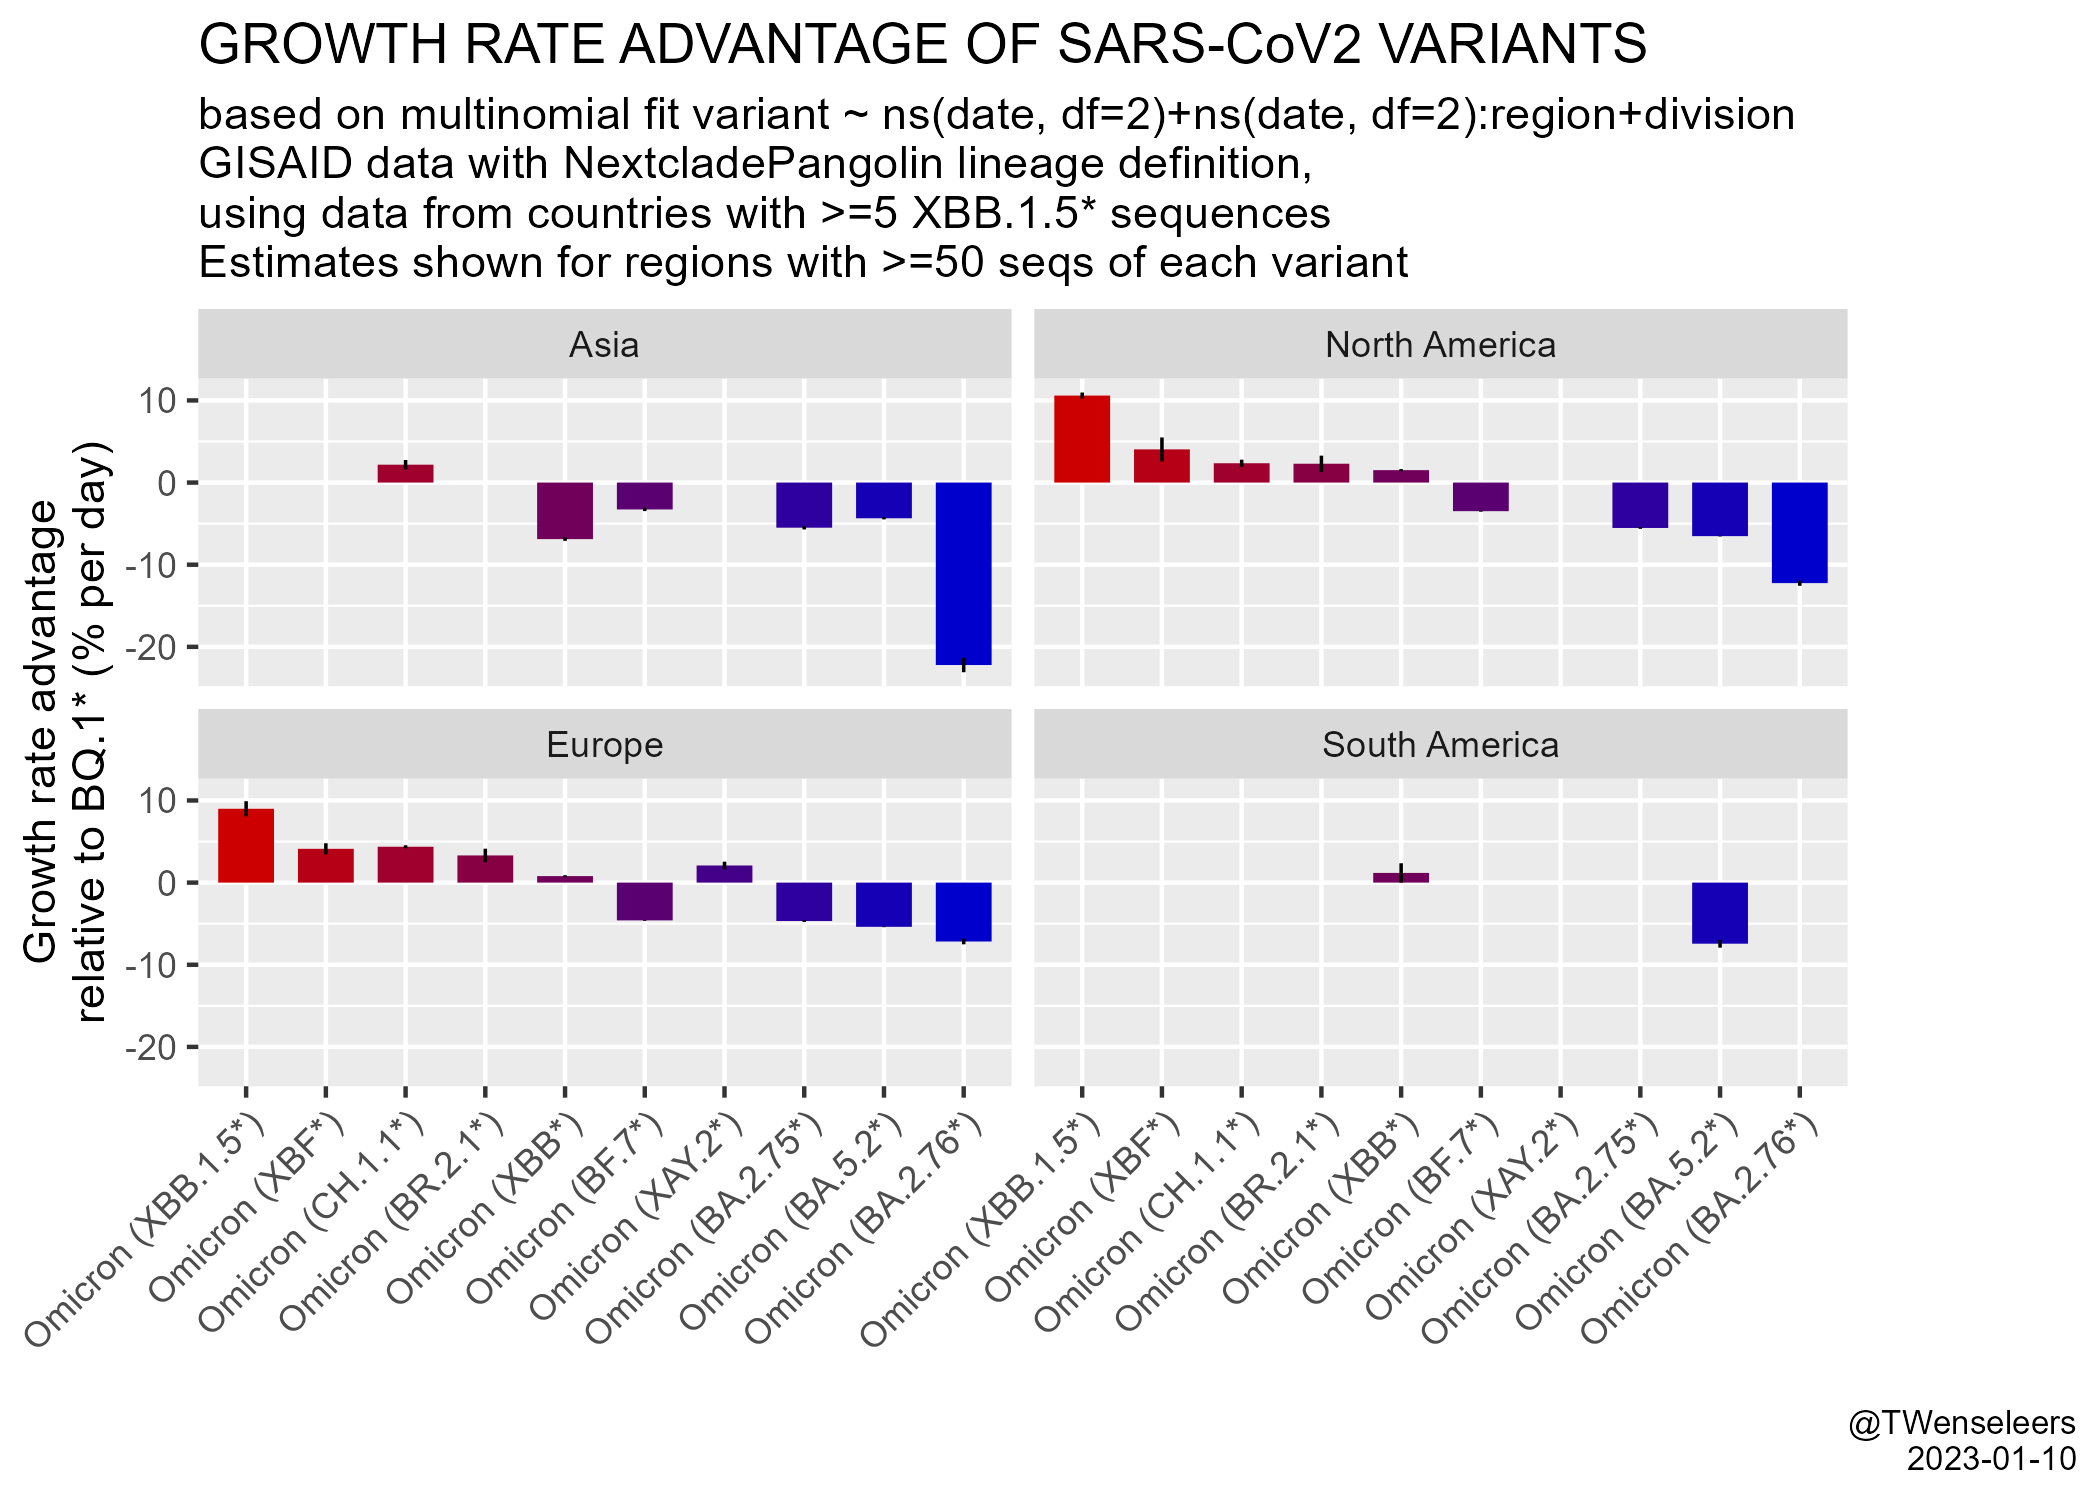 GROWTH RATE ADVANTAGE OF SARS-CoV2 VARIANTS
based on multinomial fit variant ~ ns(date, df=2)+ns(date, df=2):region+division
GISAID data with NextcladePangolin lineage definition,
using data from countries with >=5 XBB.1.5* sequences
Estimates shown for regions with >=50 seqs of each variant
Growth rate advantage
relative to BQ.1* (% per day)
Asia
North America
10
0
-10
-20
Europe
South America
10
0
-10
-20
Omicron (XBB.1.5*)
Omicron (XBF*)
Omicron (CH.1.1*)
Omicron (BR.2.1*)
Omicron (XBB*)
Omicron (BF.7*)
Omicron (XAY.2*)
Omicron (BA.2.75*)
Omicron (BA.5.2*)
Omicron (BA.2.76*)
Omicron (XBB.1.5*)
Omicron (XBF*)
Omicron (CH.1.1*)
Omicron (BR.2.1*)
Omicron (XBB*)
Omicron (BF.7*)
Omicron (XAY.2*)
Omicron (BA.2.75*)
Omicron (BA.5.2*)
Omicron (BA.2.76*)
@TWenseleers
2023-01-10